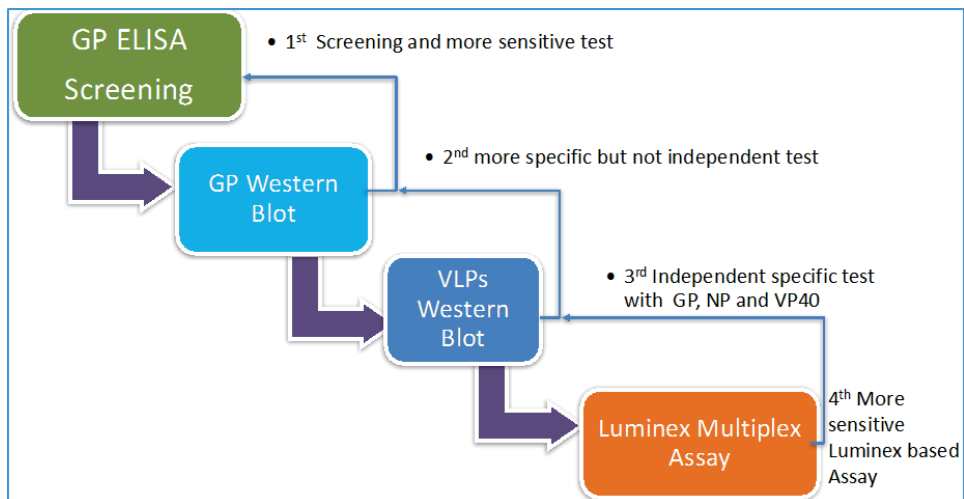 GP ELISA
Screening
• 1st Screening and more sensitive test
GP Western
Blot
• 2nd more specific but not independent test
VLPs
Western
Blot
• 3rd Independent specific test
with GP, NP and VP40
Luminex Multiplex
Assay
4th More
sensitive
Luminex based
Assay